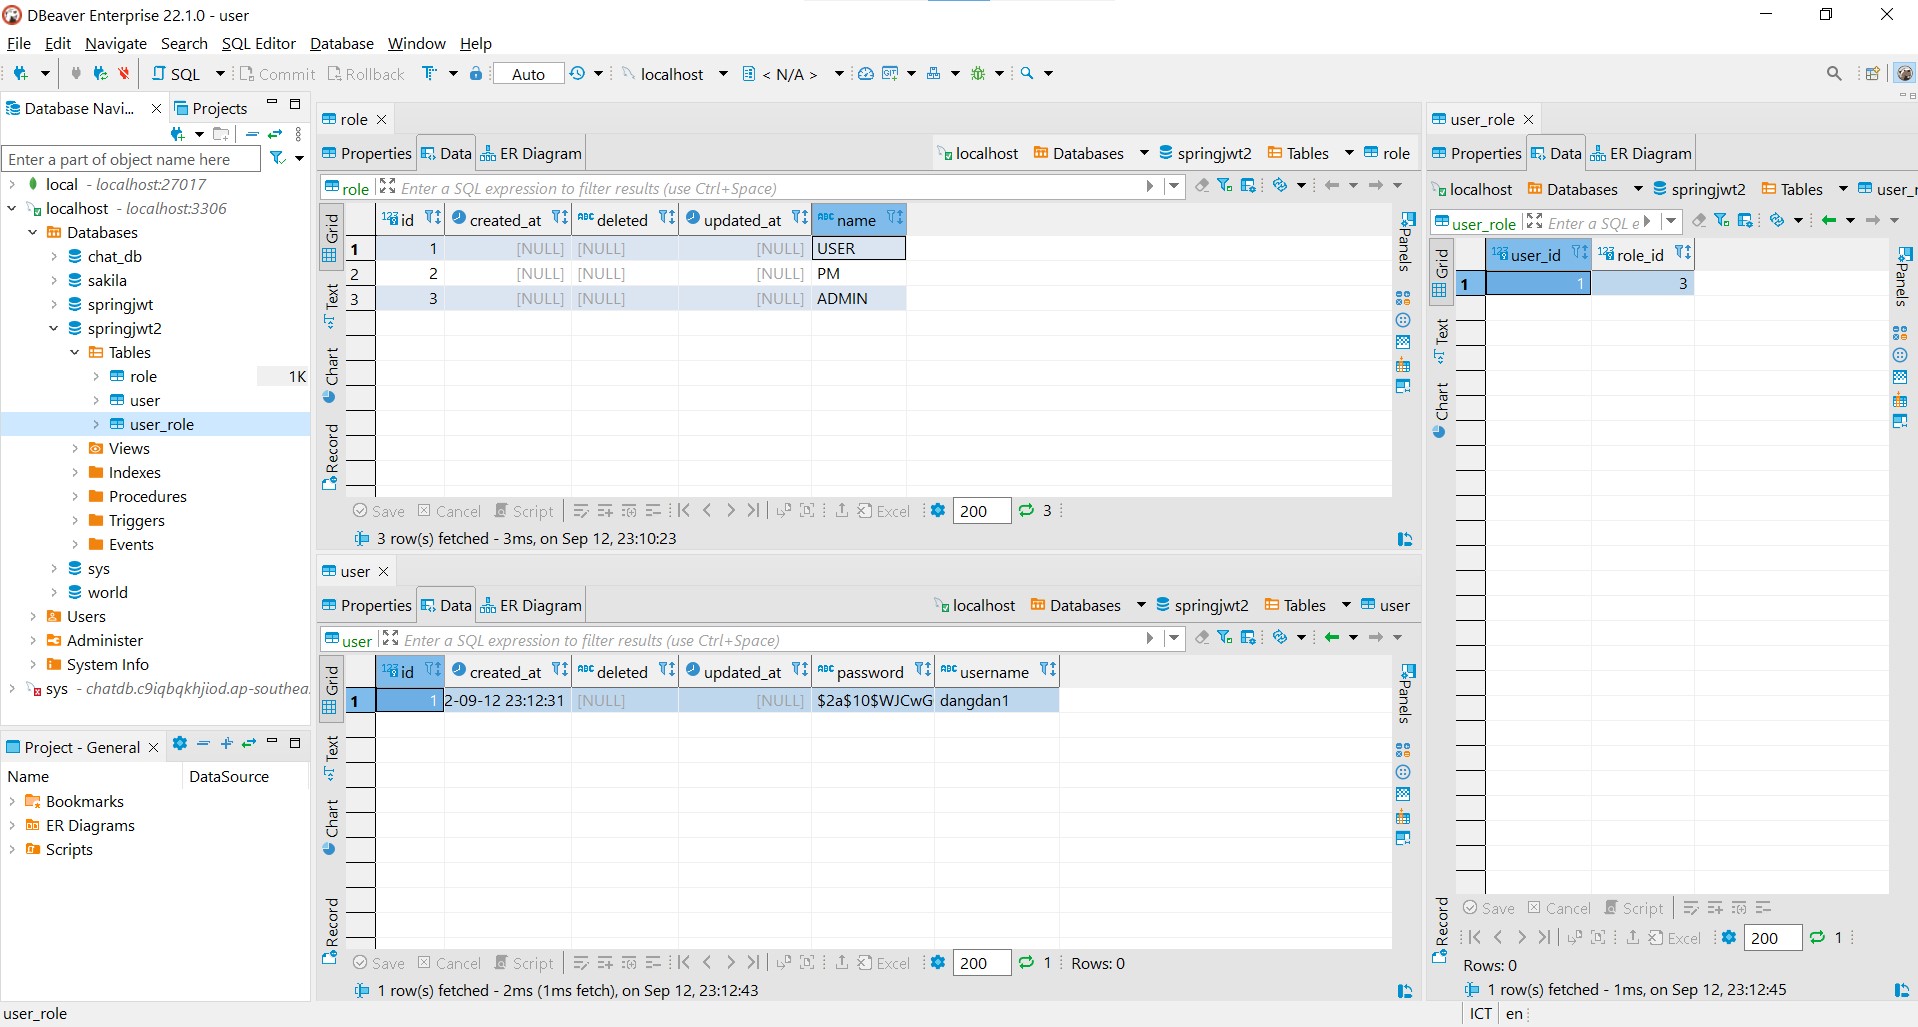 DBeaver Enterprise 22.1.0 - user
File Edit Navigate Search SQL Editor Database Window Help
SQL Commit Rollback Auto localhost < N/A >
Database Navi... Projects
Enter a part of object name here
local - localhost:27017
localhost - localhost:3306
Databases
chat_db
sakila
springjwt
springjwt2
Tables
role 1K
user
user_role
Views
Indexes
Procedures
Triggers
Events
sys
world
Users
Administer
System Info
sys - chatdb.c9iqbqkhjiod.ap-southea
Project - General
Name DataSource
Bookmarks
ER Diagrams
Scripts
role
Properties Data ER Diagram localhost Databases springjwt2 Tables role
role Enter a SQL expression to filter results (use Ctrl+Space)
Grid
Text
Chart
Record
123 id created_at ABC deleted updated_at ABC name
1 1 [NULL] [NULL] [NULL] USER
2 2 [NULL] [NULL] [NULL] PM
3 3 [NULL] [NULL] [NULL] ADMIN
Panels
Save Cancel Script Excel 200 3
3 row(s) fetched - 3ms, on Sep 12, 23:10:23
user
Properties Data ER Diagram localhost Databases springjwt2 Tables user
user Enter a SQL expression to filter results (use Ctrl+Space)
Grid
Text
Chart
Record
123 id created_at ABC deleted updated_at ABC password ABC username
1 1 2-09-12 23:12:31 [NULL] [NULL] $2a$10$WJCwG dangdan1
Panels
Save Cancel Script Excel 200 1 Rows: 0
1 row(s) fetched - 2ms (1ms fetch), on Sep 12, 23:12:43
user_role
Properties Data ER Diagram
localhost Databases springjwt2 Tables user_r
user_role Enter a SQL e
Grid
Text
Chart
Record
123 user_id 123 role_id
1 1 3
Panels
Save Cancel Script
Excel 200 1
Rows: 0
1 row(s) fetched - 1ms, on Sep 12, 23:12:45
user_role ICT en